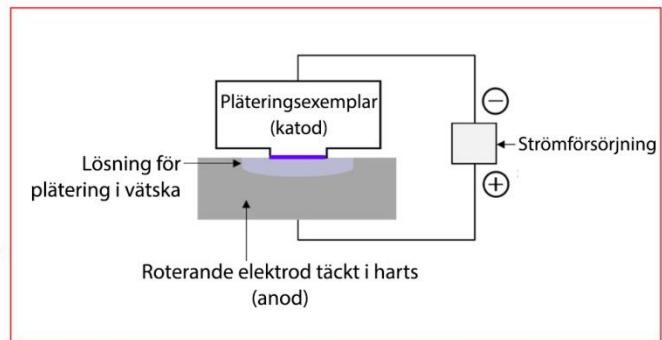 Pläteringsexemplar
(katod)
⊖
Strömförsörjning
⊕
Lösning för
plätering i vätska
Roterande elektrod täckt i harts
(anod)